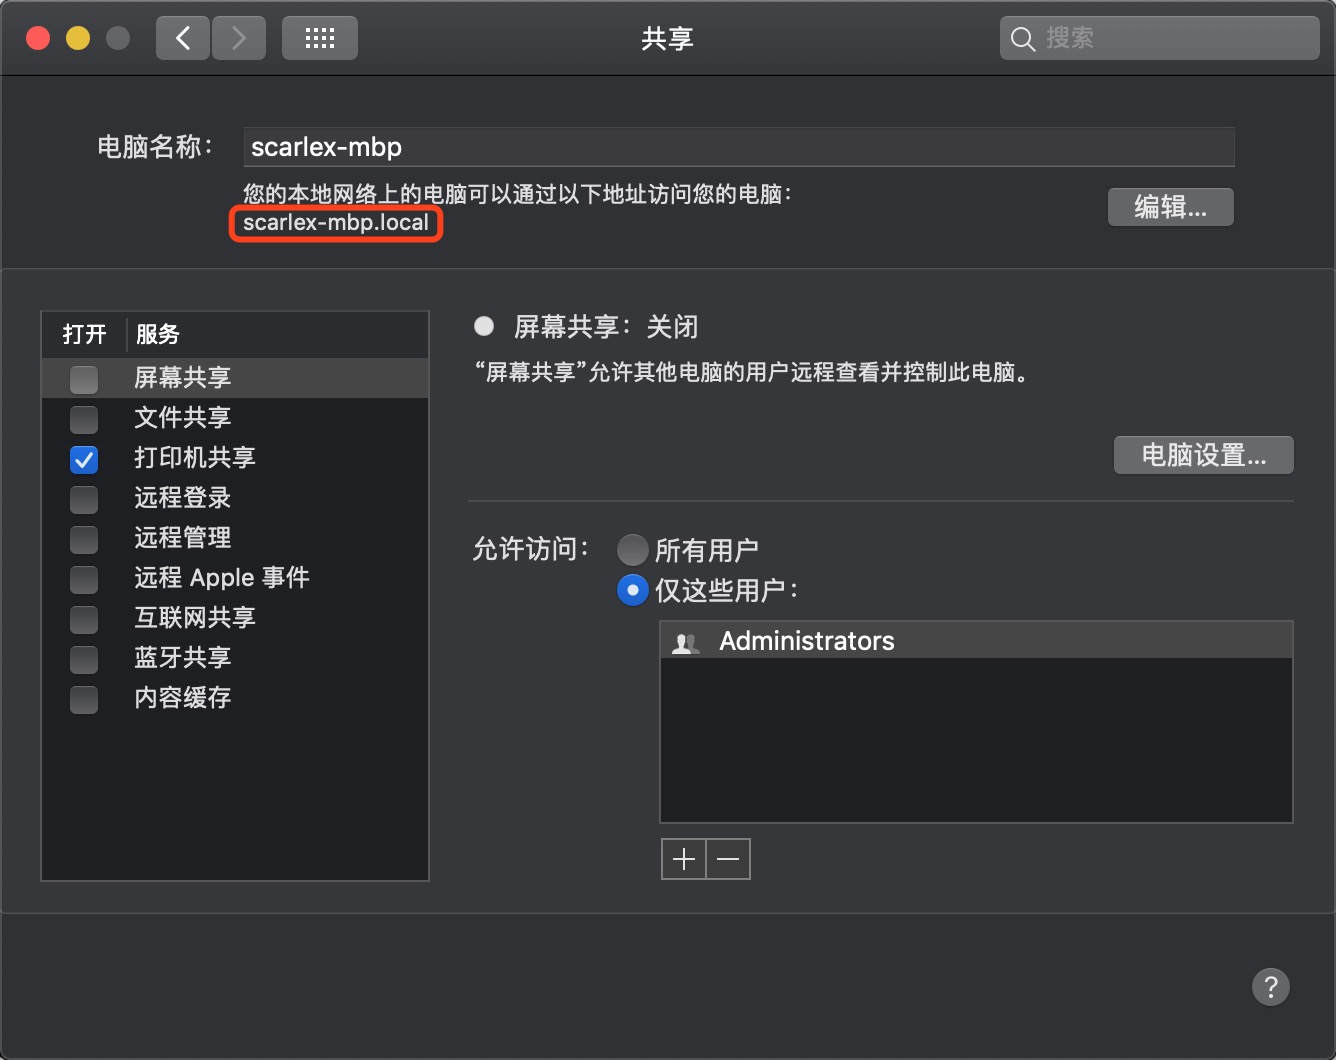 共享
搜索
电脑名称：
scarlex-mbp
您的本地网络上的电脑可以通过以下地址访问您的电脑：
scarlex-mbp.local
编辑...
打开
服务
屏幕共享
文件共享
打印机共享
远程登录
远程管理
远程 Apple 事件
互联网共享
蓝牙共享
内容缓存
屏幕共享：关闭
“屏幕共享”允许其他电脑的用户远程查看并控制此电脑。
电脑设置...
允许访问：
所有用户
仅这些用户：
Administrators
?